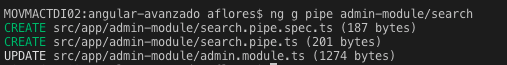 MOVMACTDI02:angular-avanzado aflores$ ng g pipe admin-module/search
CREATE src/app/admin-module/search.pipe.spec.ts (187 bytes)
CREATE src/app/admin-module/search.pipe.ts (201 bytes)
UPDATE src/app/admin-module/admin.module.ts (1274 bytes)